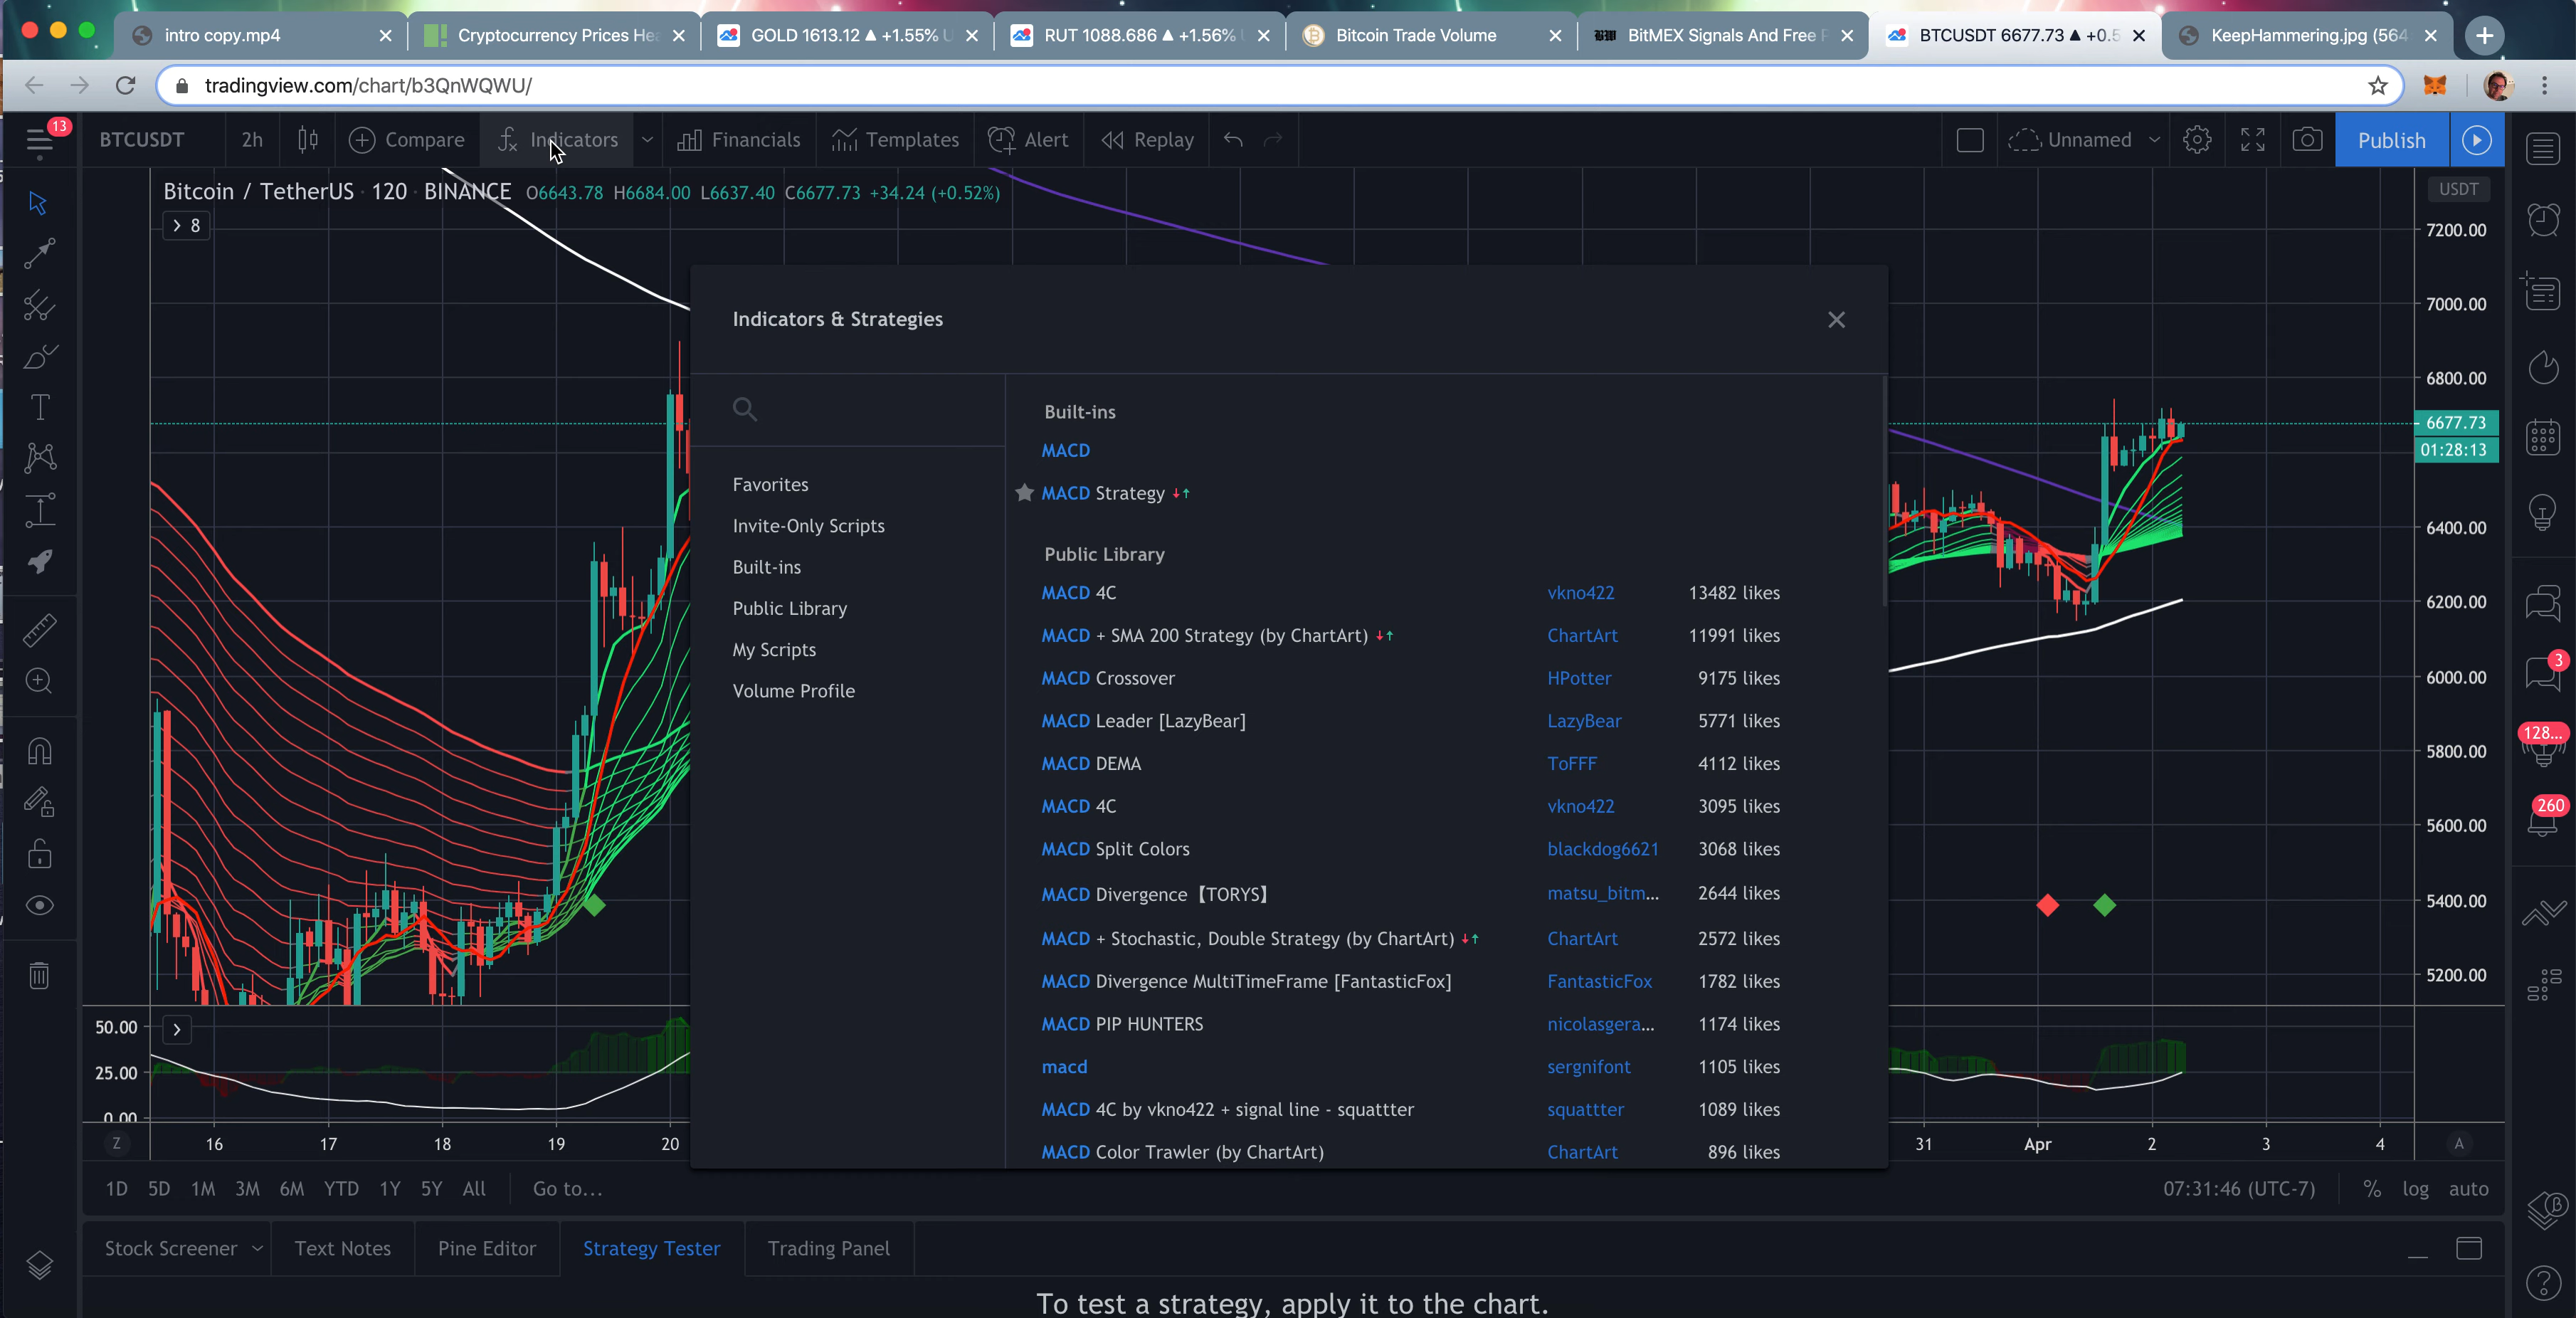 intro copy.mp4
Cryptocurrency Prices Hea
GOLD 1613.12 ▲ +1.55% U
RUT 1088.686 ▲ +1.56%
Bitcoin Trade Volume
BitMEX Signals And Free
BTCUSDT 6677.73 ▲ +0.5
KeepHammering.jpg (564
tradingview.com/chart/b3QnWQWU/
13
BTCUSDT
2h
Compare
Indicators
Financials
Templates
Alert
Replay
Unnamed
Publish
Bitcoin / TetherUS · 120 · BINANCE O6643.78 H6684.00 L6637.40 C6677.73 +34.24 (+0.52%)
8
USDT
7200.00
7000.00
6800.00
6677.73
01:28:13
6400.00
6200.00
6000.00
5800.00
5600.00
5400.00
5200.00
3
128...
260
Indicators & Strategies
Favorites
Invite-Only Scripts
Built-ins
Public Library
My Scripts
Volume Profile
Built-ins
MACD
MACD Strategy
Public Library
MACD 4C vkno422 13482 likes
MACD + SMA 200 Strategy (by ChartArt) ChartArt 11991 likes
MACD Crossover HPotter 9175 likes
MACD Leader [LazyBear] LazyBear 5771 likes
MACD DEMA ToFFF 4112 likes
MACD 4C vkno422 3095 likes
MACD Split Colors blackdog6621 3068 likes
MACD Divergence【TORYS】 matsu_bitm... 2644 likes
MACD + Stochastic, Double Strategy (by ChartArt) ChartArt 2572 likes
MACD Divergence MultiTimeFrame [FantasticFox] FantasticFox 1782 likes
MACD PIP HUNTERS nicolasgera... 1174 likes
macd sergnifont 1105 likes
MACD 4C by vkno422 + signal line - squattter squattter 1089 likes
MACD Color Trawler (by ChartArt) ChartArt 896 likes
50.00
25.00
0.00
Z
16 17 18 19 20 31 Apr 2 3 4
A
1D 5D 1M 3M 6M YTD 1Y 5Y All Go to...
07:31:46 (UTC-7) % log auto
Stock Screener Text Notes Pine Editor Strategy Tester Trading Panel
To test a strategy, apply it to the chart.